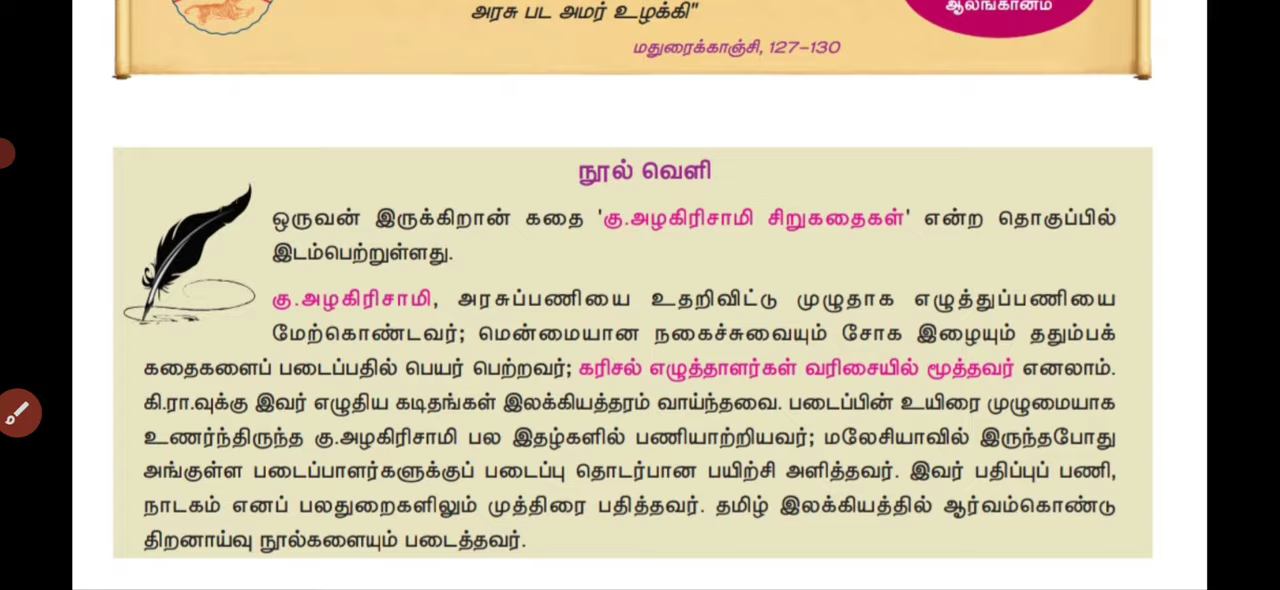 அரசு பட அமர் உழக்கி"
ஆலங்கானம்
மதுரைக்காஞ்சி, 127–130
நூல் வெளி
ஒருவன் இருக்கிறான் கதை 'கு.அழகிரிசாமி சிறுகதைகள்' என்ற தொகுப்பில்
இடம்பெற்றுள்ளது.
கு.அழகிரிசாமி, அரசுப்பணியை உதறிவிட்டு முழுதாக எழுத்துப்பணியை
மேற்கொண்டவர்; மென்மையான நகைச்சுவையும் சோக இழையும் ததும்பக்
கதைகளைப் படைப்பதில் பெயர் பெற்றவர்; கரிசல் எழுத்தாளர்கள் வரிசையில் மூத்தவர் எனலாம்.
கி.ரா.வுக்கு இவர் எழுதிய கடிதங்கள் இலக்கியத்தரம் வாய்ந்தவை. படைப்பின் உயிரை முழுமையாக
உணர்ந்திருந்த கு.அழகிரிசாமி பல இதழ்களில் பணியாற்றியவர்; மலேசியாவில் இருந்தபோது
அங்குள்ள படைப்பாளர்களுக்குப் படைப்பு தொடர்பான பயிற்சி அளித்தவர். இவர் பதிப்புப் பணி,
நாடகம் எனப் பலதுறைகளிலும் முத்திரை பதித்தவர். தமிழ் இலக்கியத்தில் ஆர்வம்கொண்டு
திறனாய்வு நூல்களையும் படைத்தவர்.